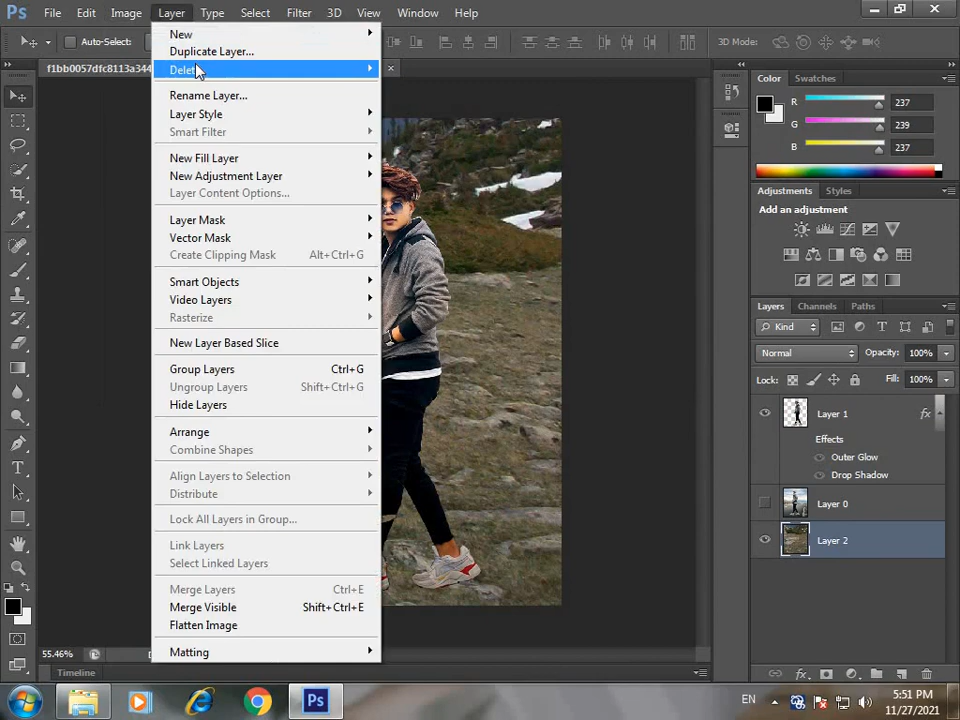 Ps File Edit Image Layer Type Select Filter 3D View Window Help
Auto-Select: 3D Mode:
f1bb0057dfc8113a344
New
Duplicate Layer...
Rename Layer...
Layer Style
Smart Filter
New Fill Layer
New Adjustment Layer
Layer Content Options...
Layer Mask
Vector Mask
Create Clipping Mask Alt+Ctrl+G
Smart Objects
Video Layers
Rasterize
New Layer Based Slice
Group Layers Ctrl+G
Ungroup Layers Shift+Ctrl+G
Hide Layers
Arrange
Combine Shapes
Align Layers to Selection
Distribute
Lock All Layers in Group...
Link Layers
Select Linked Layers
Merge Layers Ctrl+E
Merge Visible Shift+Ctrl+E
Flatten Image
Matting
Color Swatches
R 237
G 239
B 237
Adjustments Styles
Add an adjustment
Layers Channels Paths
Kind
Normal Opacity: 100%
Lock: Fill: 100%
Layer 1 fx
Effects
Outer Glow
Drop Shadow
Layer 0
Layer 2
55.46%
Timeline
Ps EN 5:51 PM
11/27/2021